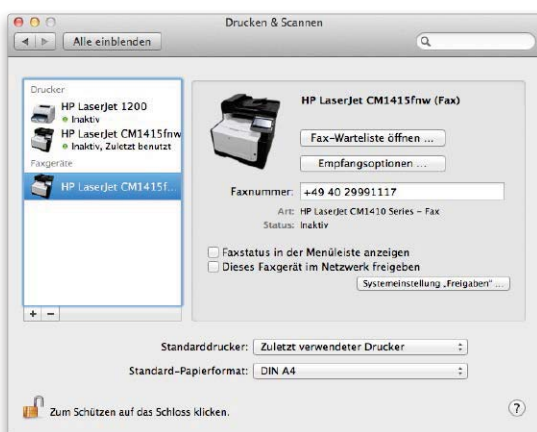 Drucken & Scannen
Alle einblenden
Drucker
HP LaserJet 1200
Inaktiv
HP LaserJet CM1415fnw
Inaktiv, Zuletzt benutzt
Faxgeräte
HP LaserJet CM1415f...
HP LaserJet CM1415fnw (Fax)
Fax-Warteliste öffnen ...
Empfangsoptionen ...
Faxnummer: +49 40 29991117
Art: HP LaserJet CM1410 Series – Fax
Status: Inaktiv
Faxstatus in der Menüleiste anzeigen
Dieses Faxgerät im Netzwerk freigeben
Systemeinstellung „Freigaben“ ...
+ −
Standarddrucker: Zuletzt verwendeter Drucker
Standard-Papierformat: DIN A4
Zum Schützen auf das Schloss klicken.
?